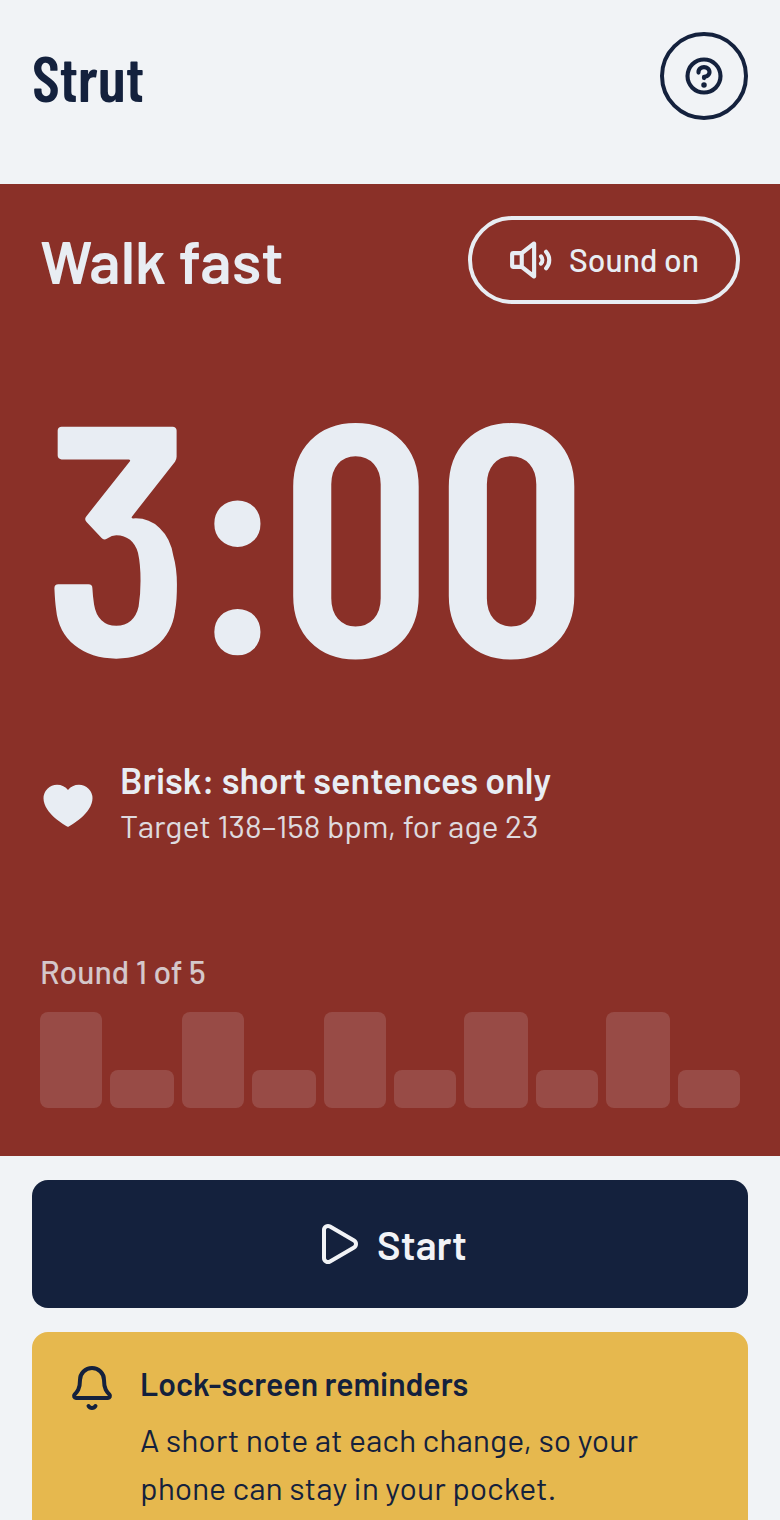 Strut
Walk fast
Sound on
3:00
Brisk: short sentences only
Target 138–158 bpm, for age 23
Round 1 of 5
Start
Lock-screen reminders
A short note at each change, so your
phone can stay in your pocket.